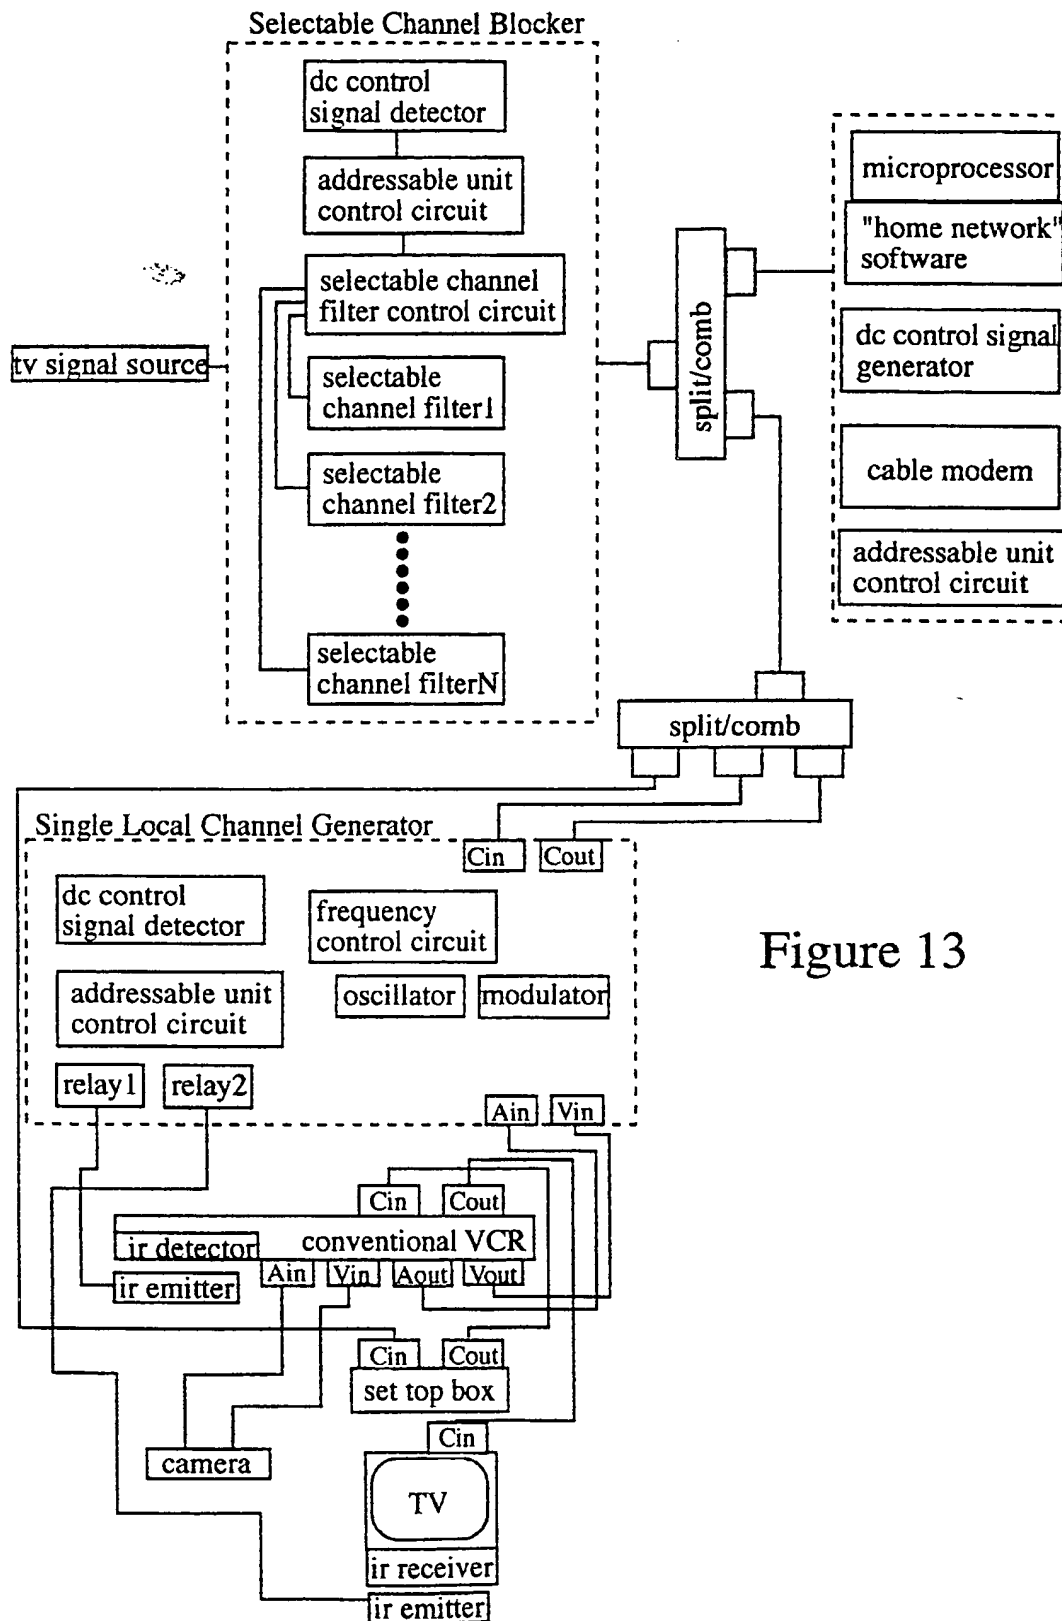 Selectable Channel Blocker
dc control
signal detector
addressable unit
control circuit
selectable channel
filter control circuit
tv signal source
selectable
channel filter1
selectable
channel filter2
selectable
channel filterN
split/comb
microprocessor
"home network"
software
dc control signal
generator
cable modem
addressable unit
control circuit
split/comb
Single Local Channel Generator
Cin
Cout
dc control
signal detector
frequency
control circuit
addressable unit
control circuit
oscillator
modulator
relay1
relay2
Ain
Vin
Figure 13
Cin
Cout
ir detector
conventional VCR
ir emitter
Ain
Vin
Aout
Vout
Cin
Cout
set top box
camera
Cin
TV
ir receiver
ir emitter